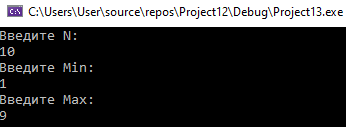 C:\Users\User\source\repos\Project12\Debug\Project13.exe
Введите N:
10
Введите Min:
1
Введите Max:
9